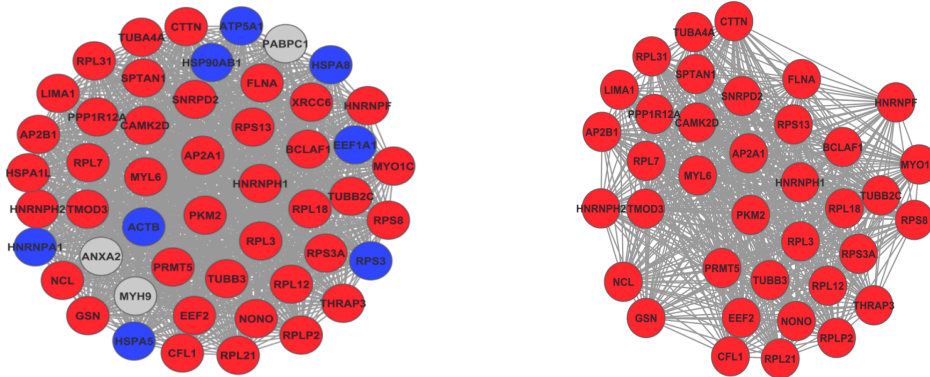 CTTN
ATP5A1
TUBA4A
PABPC1
RPL31
HSP90AB1
HSPA8
SPTAN1
FLNA
LIMA1
SNRPD2
XRCC6
HNRNPF
PPP1R12A
CAMK2D
RPS13
AP2B1
BCLAF1
EEF1A1
AP2A1
HSPA1L
RPL7
MYL6
MYO1C
HNRNPH1
TUBB2C
HNRNPH2
TMOD3
PKM2
RPL18
RPS8
ACTB
HNRNPA1
RPL3
ANXA2
RPS3A
RPS3
NCL
PRMT5
TUBB3
RPL12
MYH9
THRAP3
GSN
EEF2
NONO
RPLP2
HSPA5
CFL1
RPL21
CTTN
TUBA4A
RPL31
SPTAN1
FLNA
LIMA1
SNRPD2
HNRNPF
PPP1R12A
CAMK2D
RPS13
AP2B1
BCLAF1
AP2A1
RPL7
MYL6
MYO1
HNRNPH1
TUBB2C
HNRNPH2
TMOD3
PKM2
RPL18
RPS8
RPL3
RPS3A
NCL
PRMT5
TUBB3
RPL12
THRAP3
GSN
EEF2
NONO
RPLP2
CFL1
RPL21